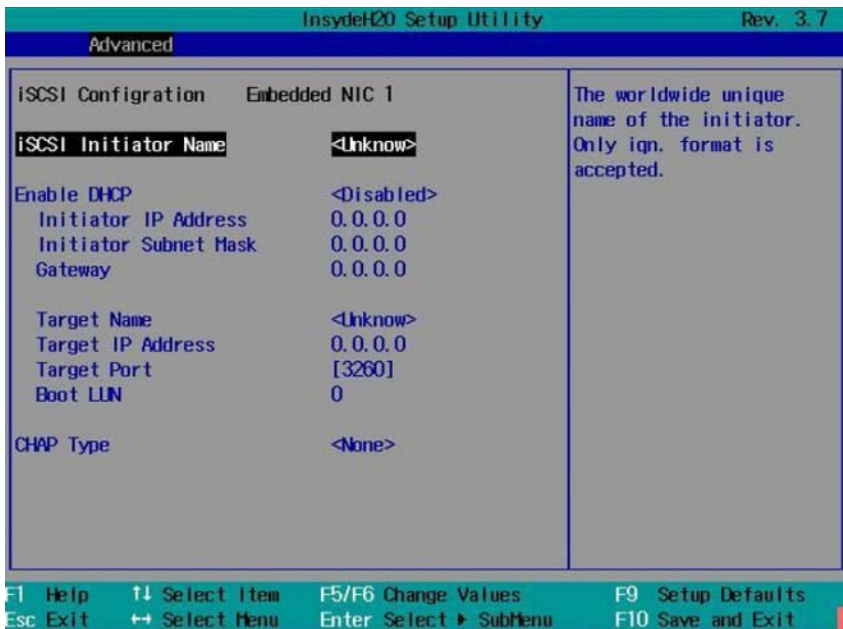 InsydeH2O Setup Utility Rev. 3.7
Advanced
iSCSI Configration Embedded NIC 1
iSCSI Initiator Name <Unknow>
Enable DHCP <Disabled>
Initiator IP Address 0.0.0.0
Initiator Subnet Mask 0.0.0.0
Gateway 0.0.0.0
Target Name <Unknow>
Target IP Address 0.0.0.0
Target Port [3260]
Boot LUN 0
CHAP Type <None>
The worldwide unique
name of the initiator.
Only iqn. format is
accepted.
F1 Help ↑↓ Select Item F5/F6 Change Values F9 Setup Defaults
Esc Exit ↔ Select Menu Enter Select ▶ SubMenu F10 Save and Exit